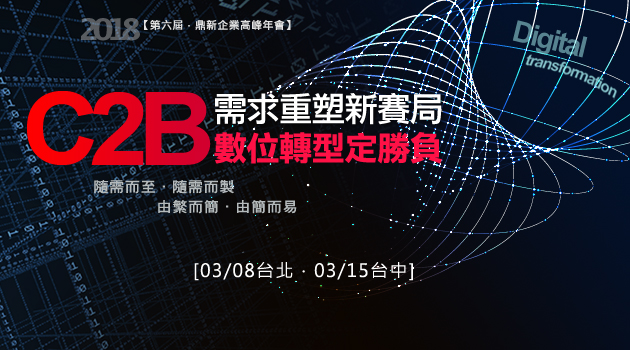 2018【第六屆．鼎新企業高峰年會】
Digital
transformation
C2B
需求重塑新賽局
數位轉型定勝負
隨需而至．隨需而製
由繁而簡．由簡而易
[03/08台北．03/15台中]